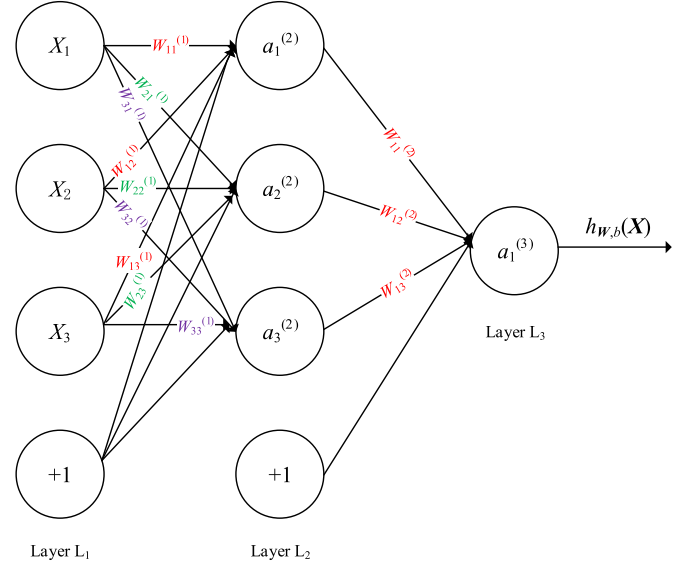 X₁
W₁₁⁽¹⁾
a₁⁽²⁾
W₂₁⁽¹⁾
W₃₁⁽¹⁾
W₁₁⁽²⁾
W₁₂⁽¹⁾
X₂
W₂₂⁽¹⁾
a₂⁽²⁾
W₃₂⁽¹⁾
W₁₂⁽²⁾
h_W,b(X)
a₁⁽³⁾
W₁₃⁽¹⁾
W₂₃⁽¹⁾
W₁₃⁽²⁾
X₃
W₃₃⁽¹⁾
a₃⁽²⁾
Layer L₃
+1
+1
Layer L₁
Layer L₂